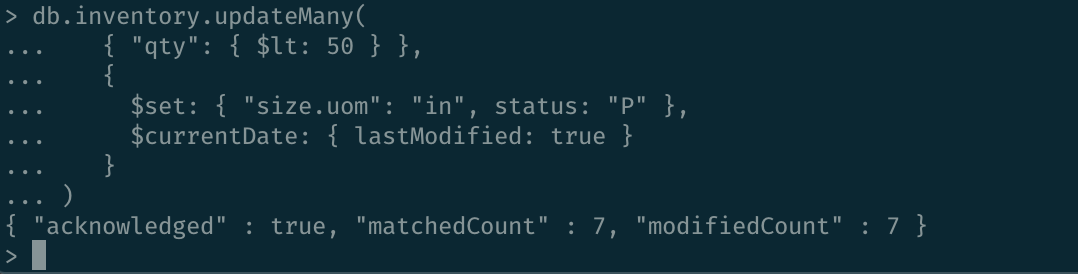 > db.inventory.updateMany(
...    { "qty": { $lt: 50 } },
...    {
...      $set: { "size.uom": "in", status: "P" },
...      $currentDate: { lastModified: true }
...    }
... )
{ "acknowledged" : true, "matchedCount" : 7, "modifiedCount" : 7 }
>